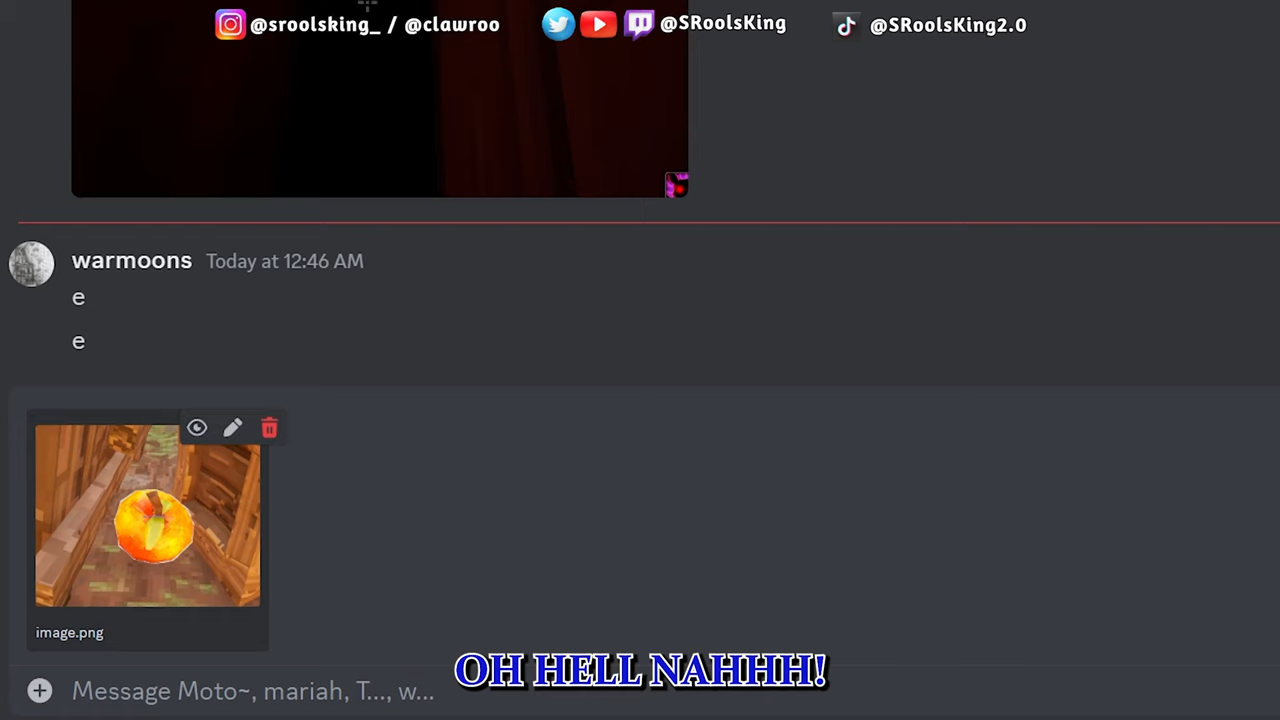 @sroolsking_ / @clawroo
@SRoolsKing
@SRoolsKing2.0
warmoons Today at 12:46 AM
e
e
image.png
OH HELL NAHHH!
Message Moto~, mariah, T..., w...